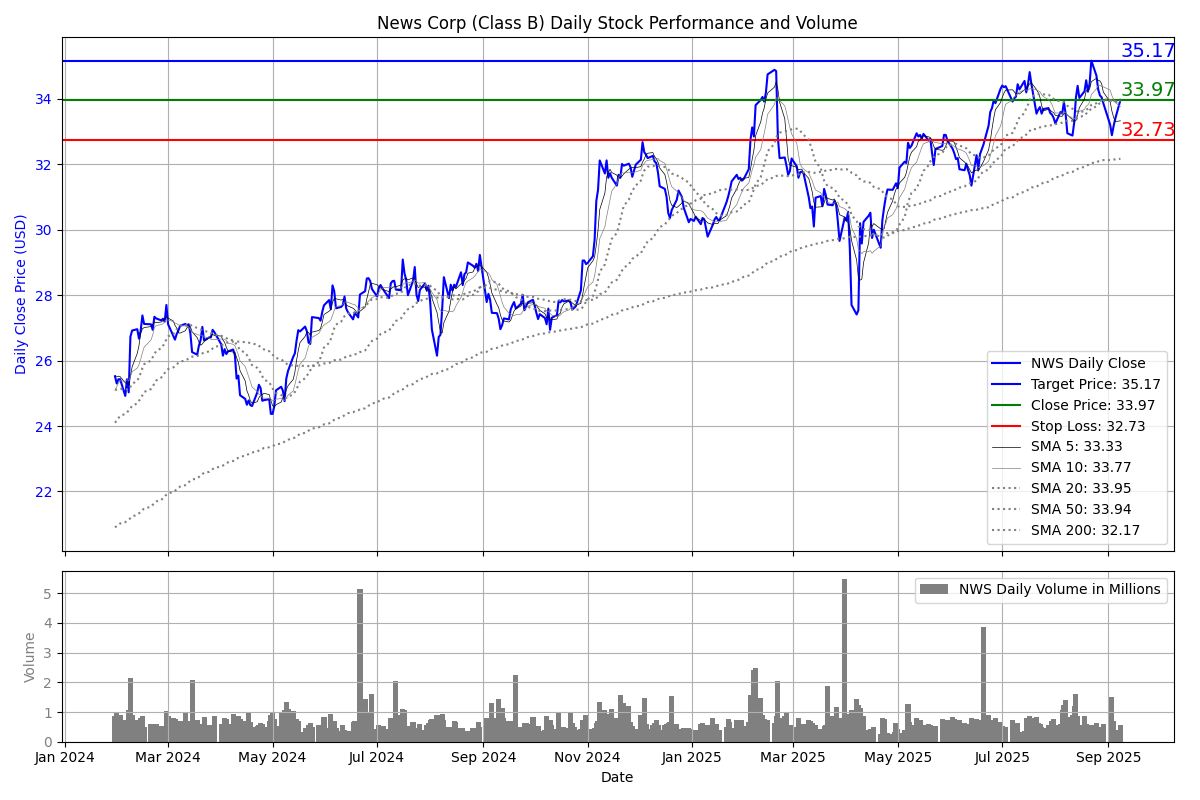 News Corp (Class B) Daily Stock Performance and Volume
Daily Close Price (USD)
34
32
30
28
26
24
22
35.17
33.97
32.73
NWS Daily Close
Target Price: 35.17
Close Price: 33.97
Stop Loss: 32.73
SMA 5: 33.33
SMA 10: 33.77
SMA 20: 33.95
SMA 50: 33.94
SMA 200: 32.17
Volume
5
4
3
2
1
0
NWS Daily Volume in Millions
Jan 2024 Mar 2024 May 2024 Jul 2024 Sep 2024 Nov 2024 Jan 2025 Mar 2025 May 2025 Jul 2025 Sep 2025
Date